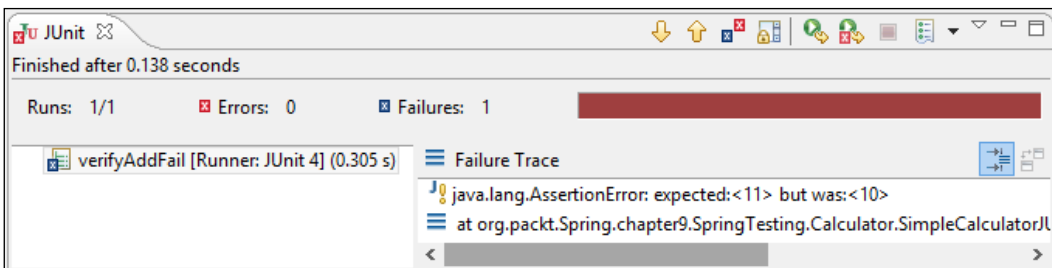 JUnit
Finished after 0.138 seconds
Runs: 1/1 Errors: 0 Failures: 1
verifyAddFail [Runner: JUnit 4] (0.305 s)
Failure Trace
java.lang.AssertionError: expected:<11> but was:<10>
at org.packt.Spring.chapter9.SpringTesting.Calculator.SimpleCalculatorJU